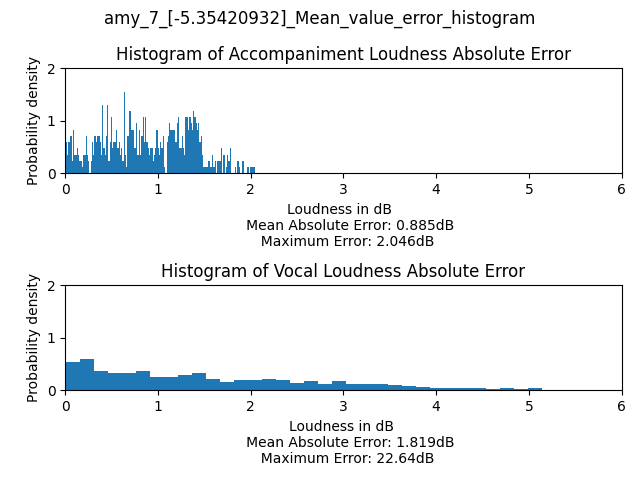 amy_7_[-5.35420932]_Mean_value_error_histogram
Histogram of Accompaniment Loudness Absolute Error
Probability density
2
1
0
0 1 2 3 4 5 6
Loudness in dB
Mean Absolute Error: 0.885dB
Maximum Error: 2.046dB
Histogram of Vocal Loudness Absolute Error
Probability density
2
1
0
0 1 2 3 4 5 6
Loudness in dB
Mean Absolute Error: 1.819dB
Maximum Error: 22.64dB